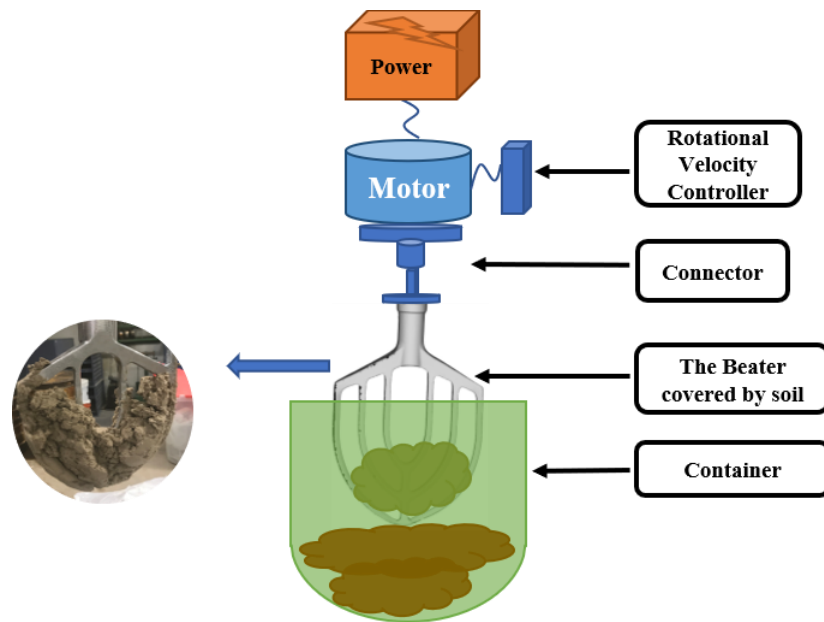 Power
Motor
Rotational
Velocity
Controller
Connector
The Beater
covered by soil
Container